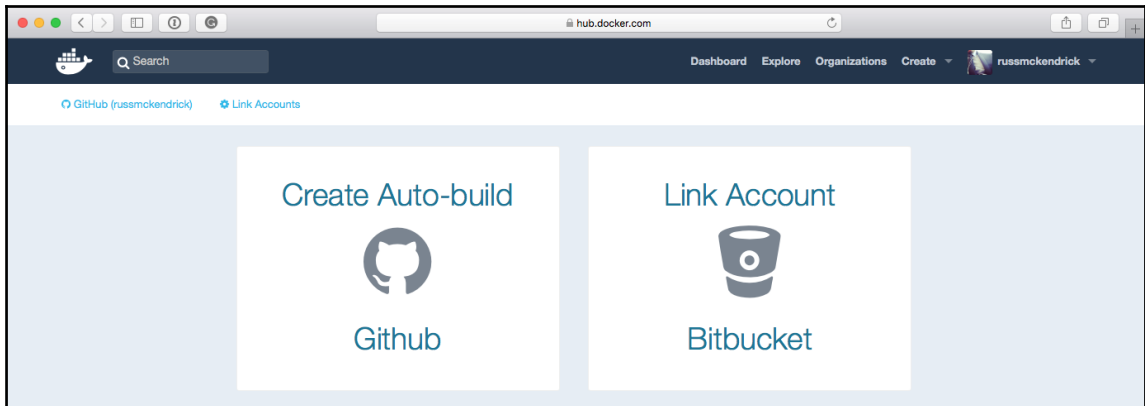 hub.docker.com
Search
Dashboard Explore Organizations Create russmckendrick
GitHub (russmckendrick) Link Accounts
Create Auto-build
Github
Link Account
Bitbucket